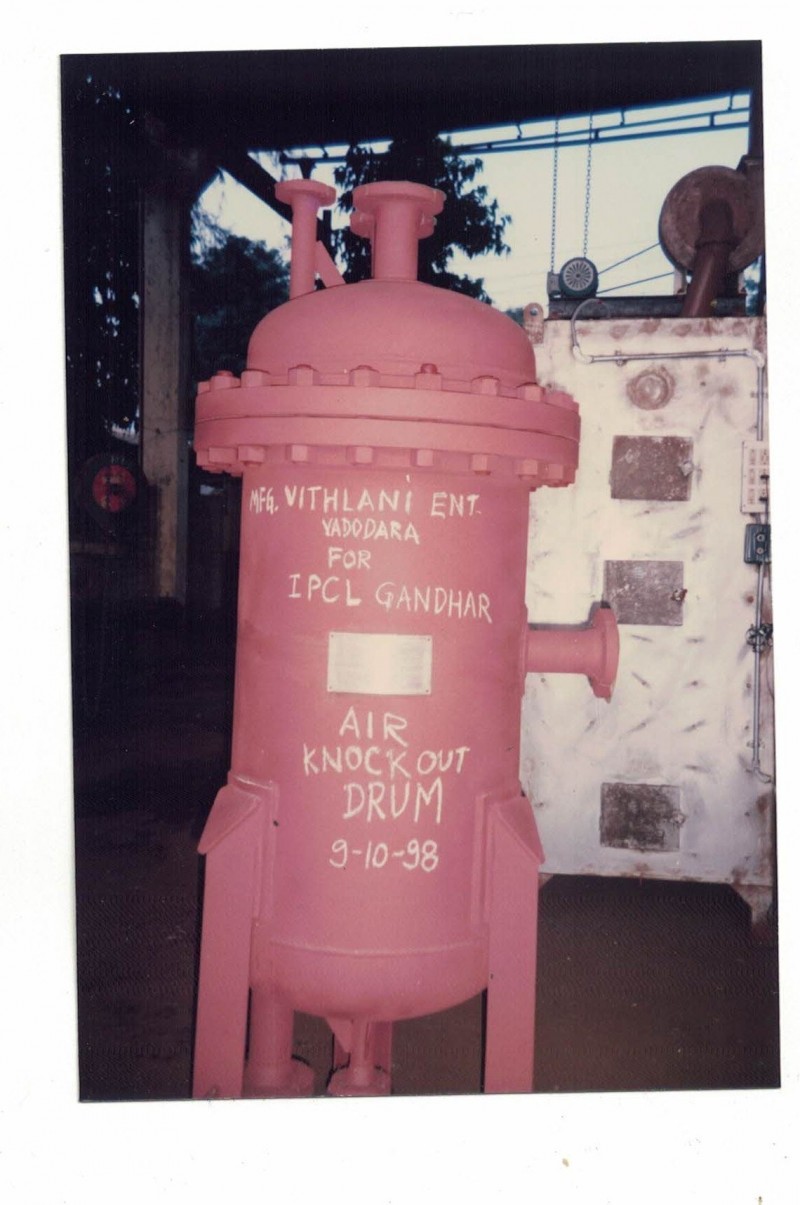 MFG. VITHLANi ENT.
VADODARA
FOR
IPCL GANDHAR
AIR
KNOCK OUT
DRUM
9-10-98